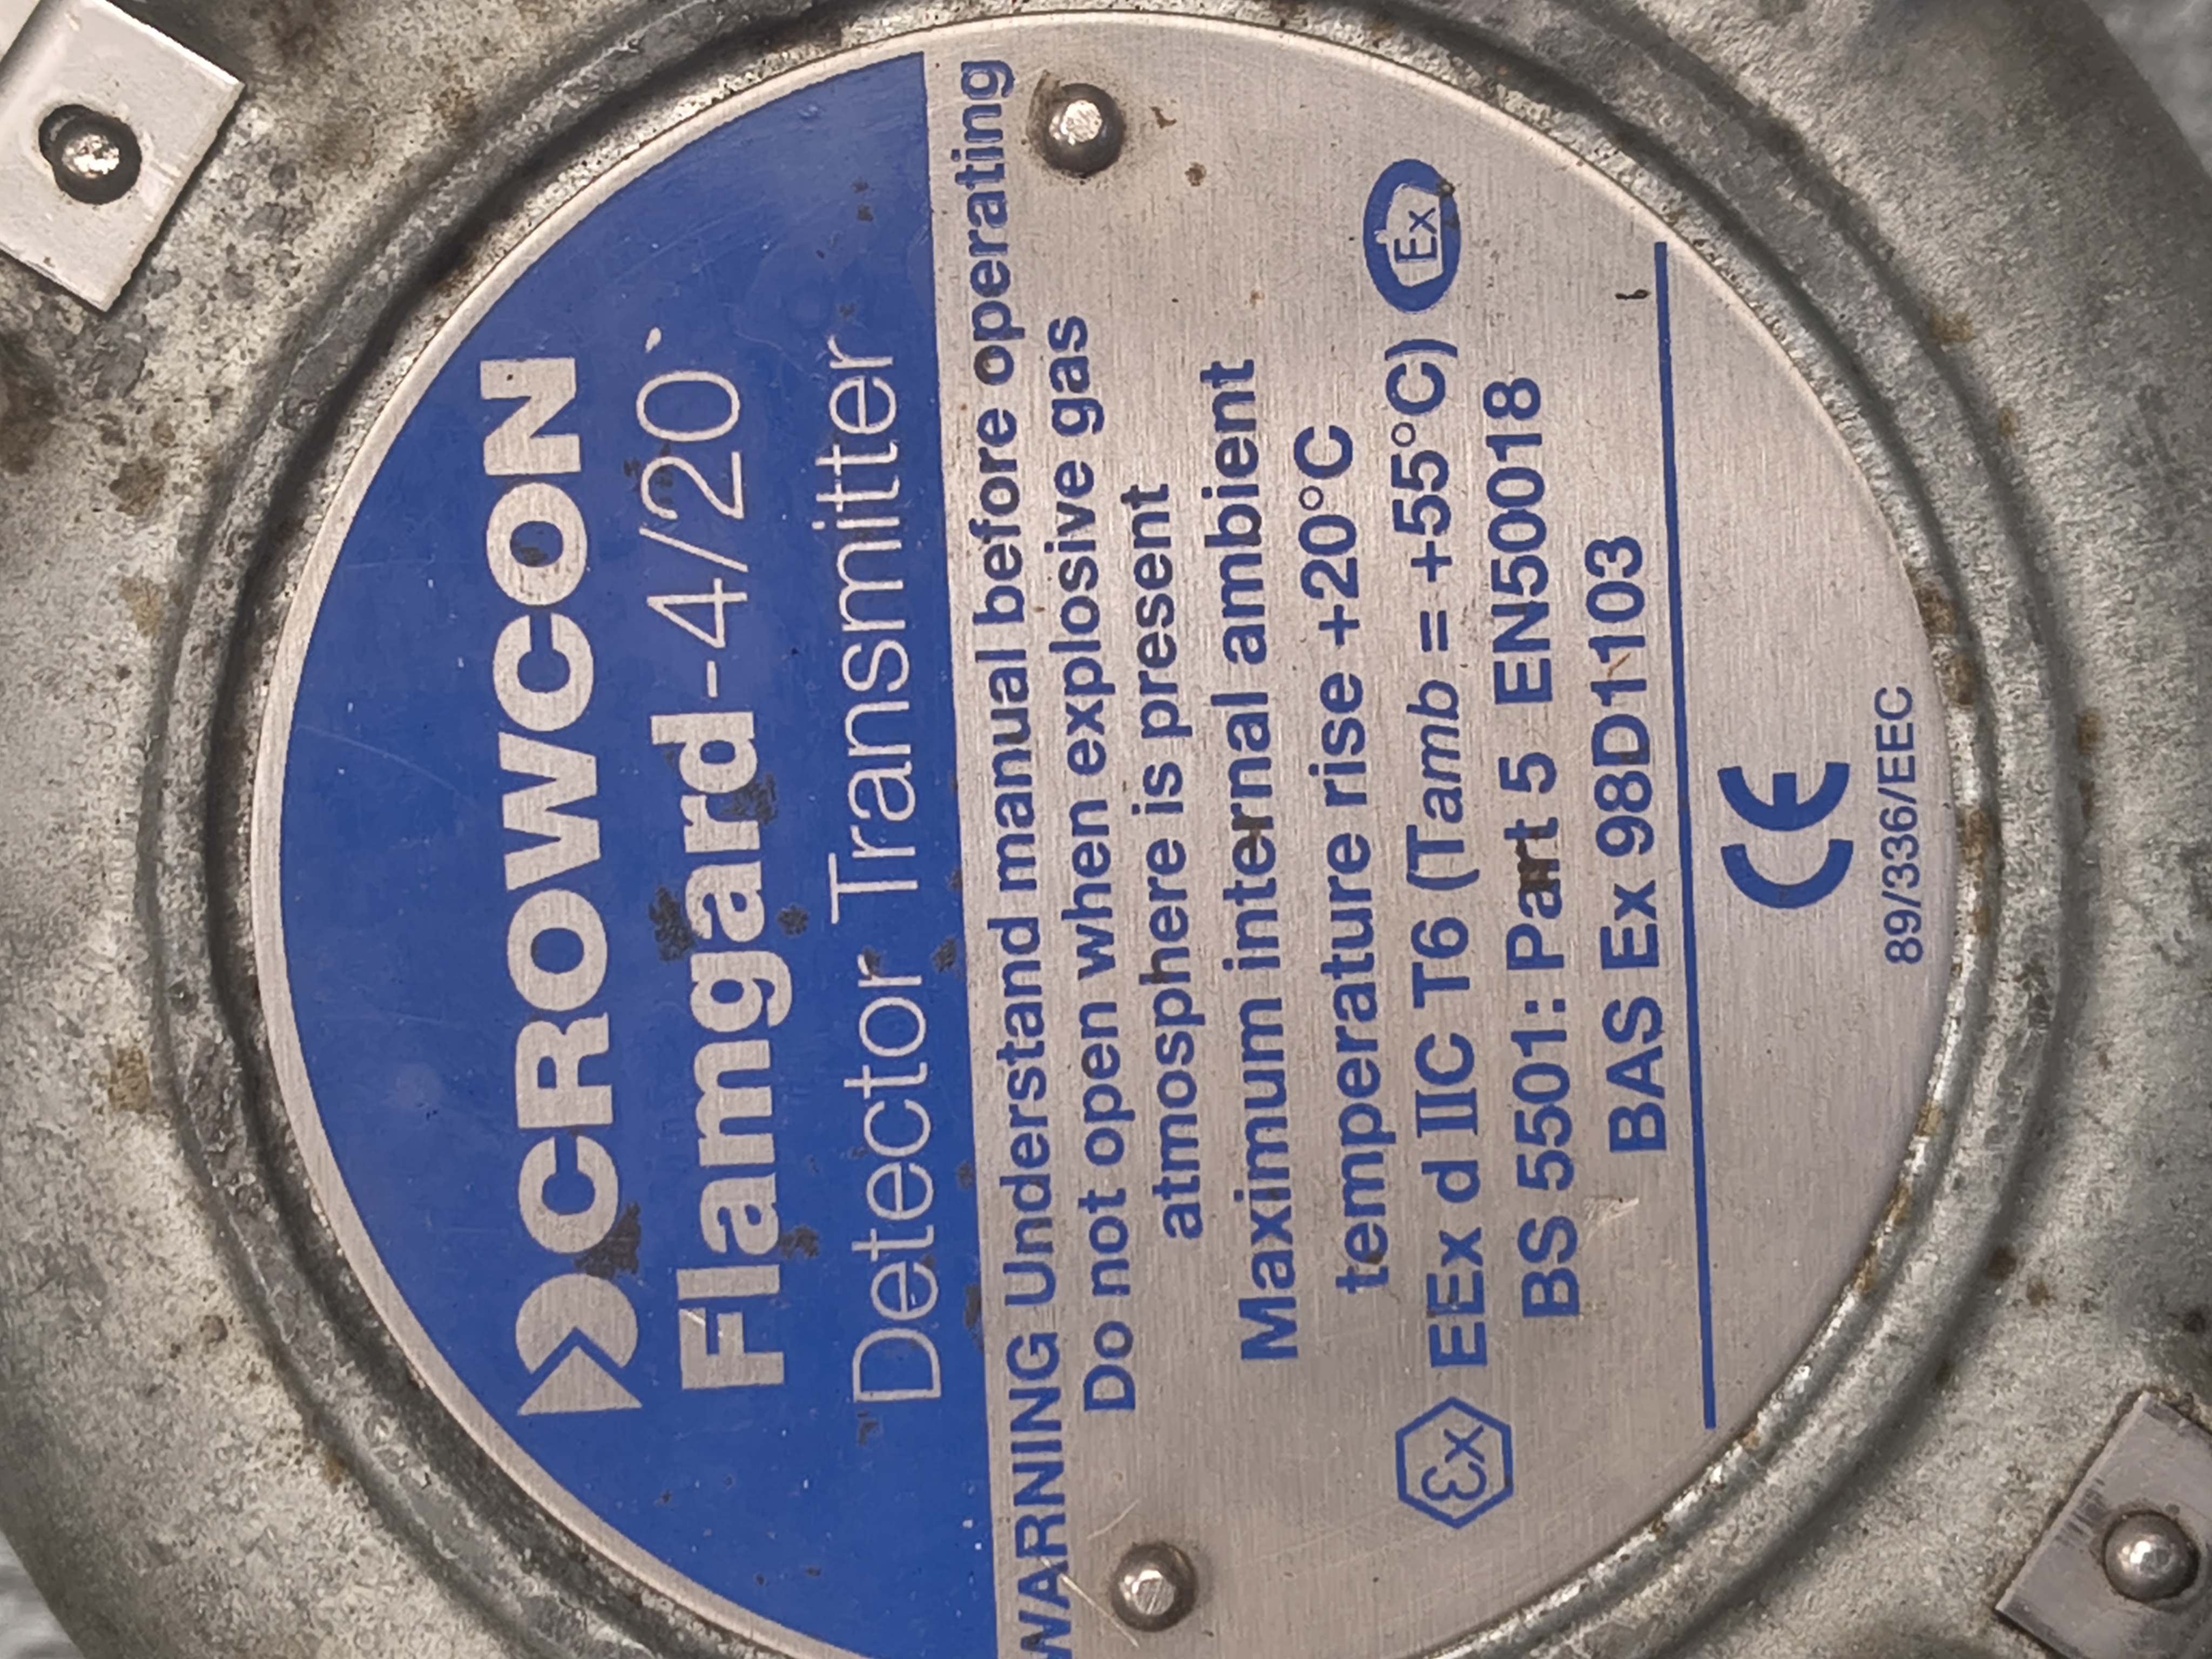 CROWCON
Flamgard-4/20
Detector Transmitter
WARNING Understand manual before operating
Do not open when explosive gas
atmosphere is present
Maximum internal ambient
temperature rise +20°C
Ex EEx d IIC T6 (Tamb = +55°C) Ex
BS 5501: Part 5 EN50018
BAS Ex 98D1103
CE
89/336/EEC